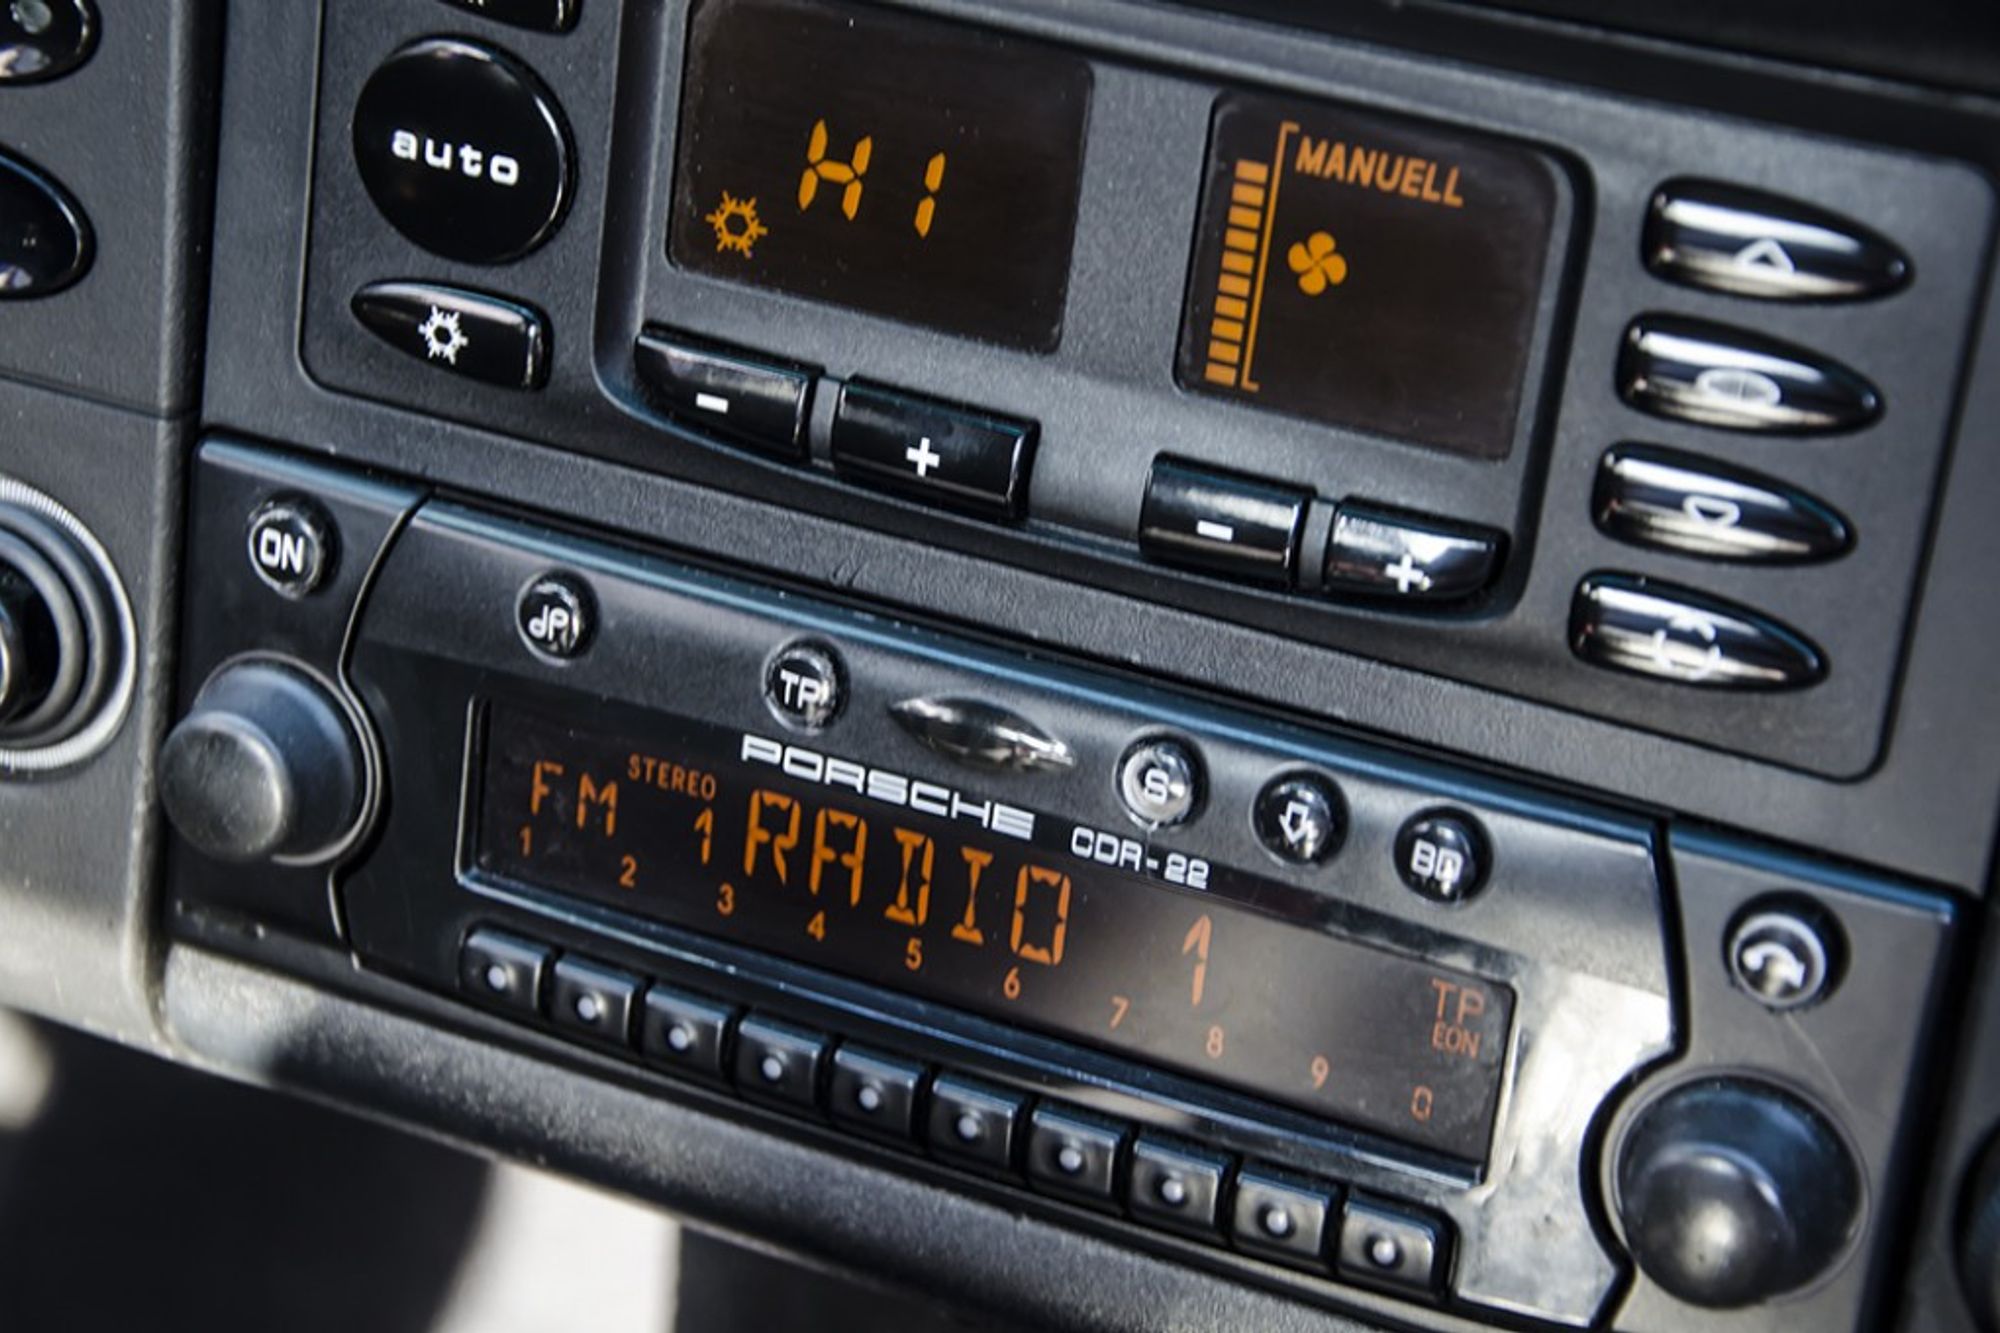 auto
HI
MANUELL
-
+
-
+
ON
TP
PORSCHE
CDR-22
S
BD
FM
STEREO
1
RADIO 1
TP
EON
1 2 3 4 5 6 7 8 9 0